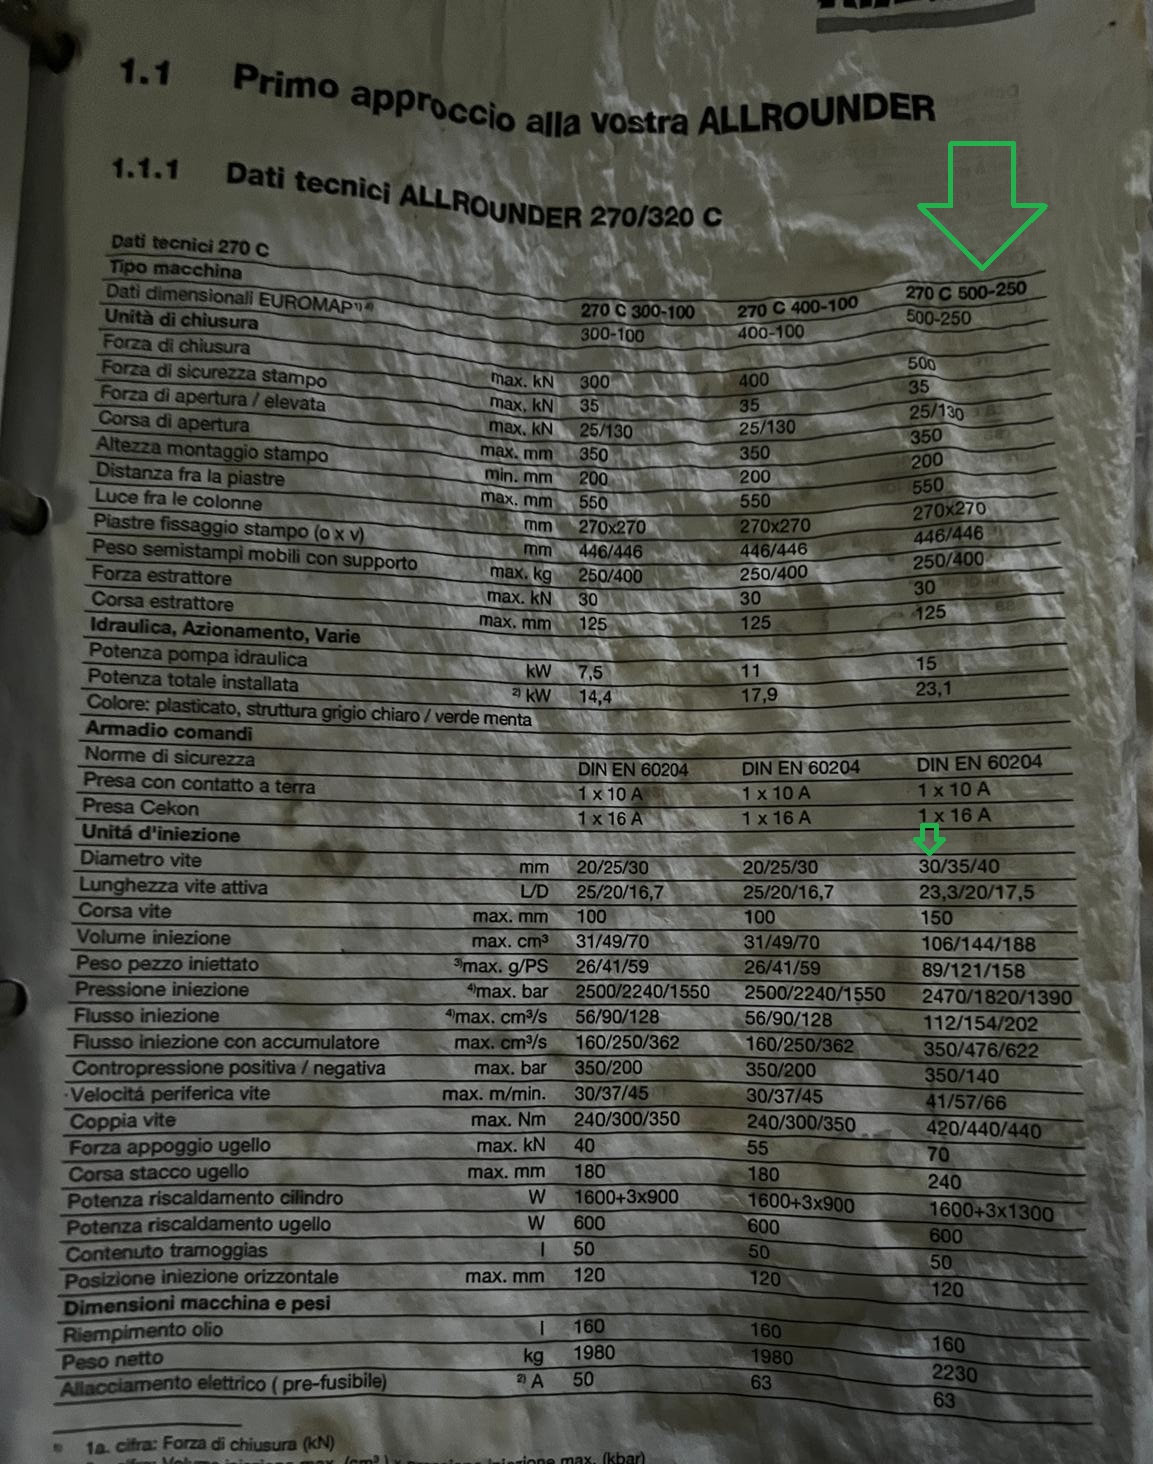 1.1 Primo approccio alla vostra ALLROUNDER
1.1.1 Dati tecnici ALLROUNDER 270/320 C
Dati tecnici 270 C
Tipo macchina 270 C 300-100 270 C 400-100 270 C 500-250
Dati dimensionali EUROMAP¹⁾ ⁴⁾ 300-100 400-100 500-250
Unità di chiusura
Forza di chiusura max. kN 300 400 500
Forza di sicurezza stampo max. kN 35 35 35
Forza di apertura / elevata max. kN 25/130 25/130 25/130
Corsa di apertura max. mm 350 350 350
Altezza montaggio stampo min. mm 200 200 200
Distanza fra la piastre max. mm 550 550 550
Luce fra le colonne mm 270x270 270x270 270x270
Piastre fissaggio stampo (o x v) mm 446/446 446/446 446/446
Peso semistampi mobili con supporto max. kg 250/400 250/400 250/400
Forza estrattore max. kN 30 30 30
Corsa estrattore max. mm 125 125 125
Idraulica, Azionamento, Varie
Potenza pompa idraulica kW 7,5 11 15
Potenza totale installata ²⁾ kW 14,4 17,9 23,1
Colore: plasticato, struttura grigio chiaro / verde menta
Armadio comandi
Norme di sicurezza DIN EN 60204 DIN EN 60204 DIN EN 60204
Presa con contatto a terra 1 x 10 A 1 x 10 A 1 x 10 A
Presa Cekon 1 x 16 A 1 x 16 A 1 x 16 A
Unitá d'iniezione
Diametro vite mm 20/25/30 20/25/30 30/35/40
Lunghezza vite attiva L/D 25/20/16,7 25/20/16,7 23,3/20/17,5
Corsa vite max. mm 100 100 150
Volume iniezione max. cm³ 31/49/70 31/49/70 106/144/188
Peso pezzo iniettato ³⁾max. g/PS 26/41/59 26/41/59 89/121/158
Pressione iniezione ⁴⁾max. bar 2500/2240/1550 2500/2240/1550 2470/1820/1390
Flusso iniezione ⁴⁾max. cm³/s 56/90/128 56/90/128 112/154/202
Flusso iniezione con accumulatore max. cm³/s 160/250/362 160/250/362 350/476/622
Contropressione positiva / negativa max. bar 350/200 350/200 350/140
Velocitá periferica vite max. m/min. 30/37/45 30/37/45 41/57/66
Coppia vite max. Nm 240/300/350 240/300/350 420/440/440
Forza appoggio ugello max. kN 40 55 70
Corsa stacco ugello max. mm 180 180 240
Potenza riscaldamento cilindro W 1600+3x900 1600+3x900 1600+3x1300
Potenza riscaldamento ugello W 600 600 600
Contenuto tramoggias l 50 50 50
Posizione iniezione orizzontale max. mm 120 120 120
Dimensioni macchina e pesi
Riempimento olio l 160 160 160
Peso netto kg 1980 1980 2230
Allacciamento elettrico ( pre-fusibile) ²⁾ A 50 63 63
1a. cifra: Forza di chiusura (kN)
max. (kbar)